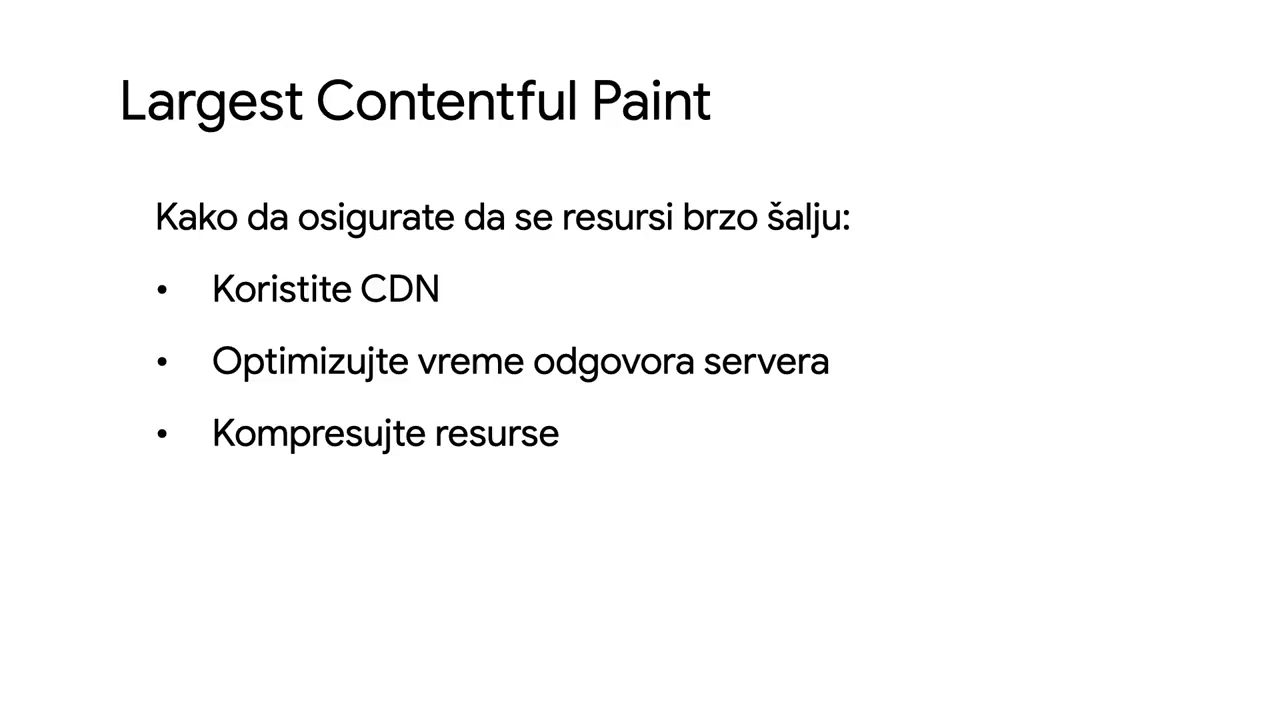 Largest Contentful Paint
Kako da osigurate da se resursi brzo šalju:
• Koristite CDN
• Optimizujte vreme odgovora servera
• Kompresujte resurse